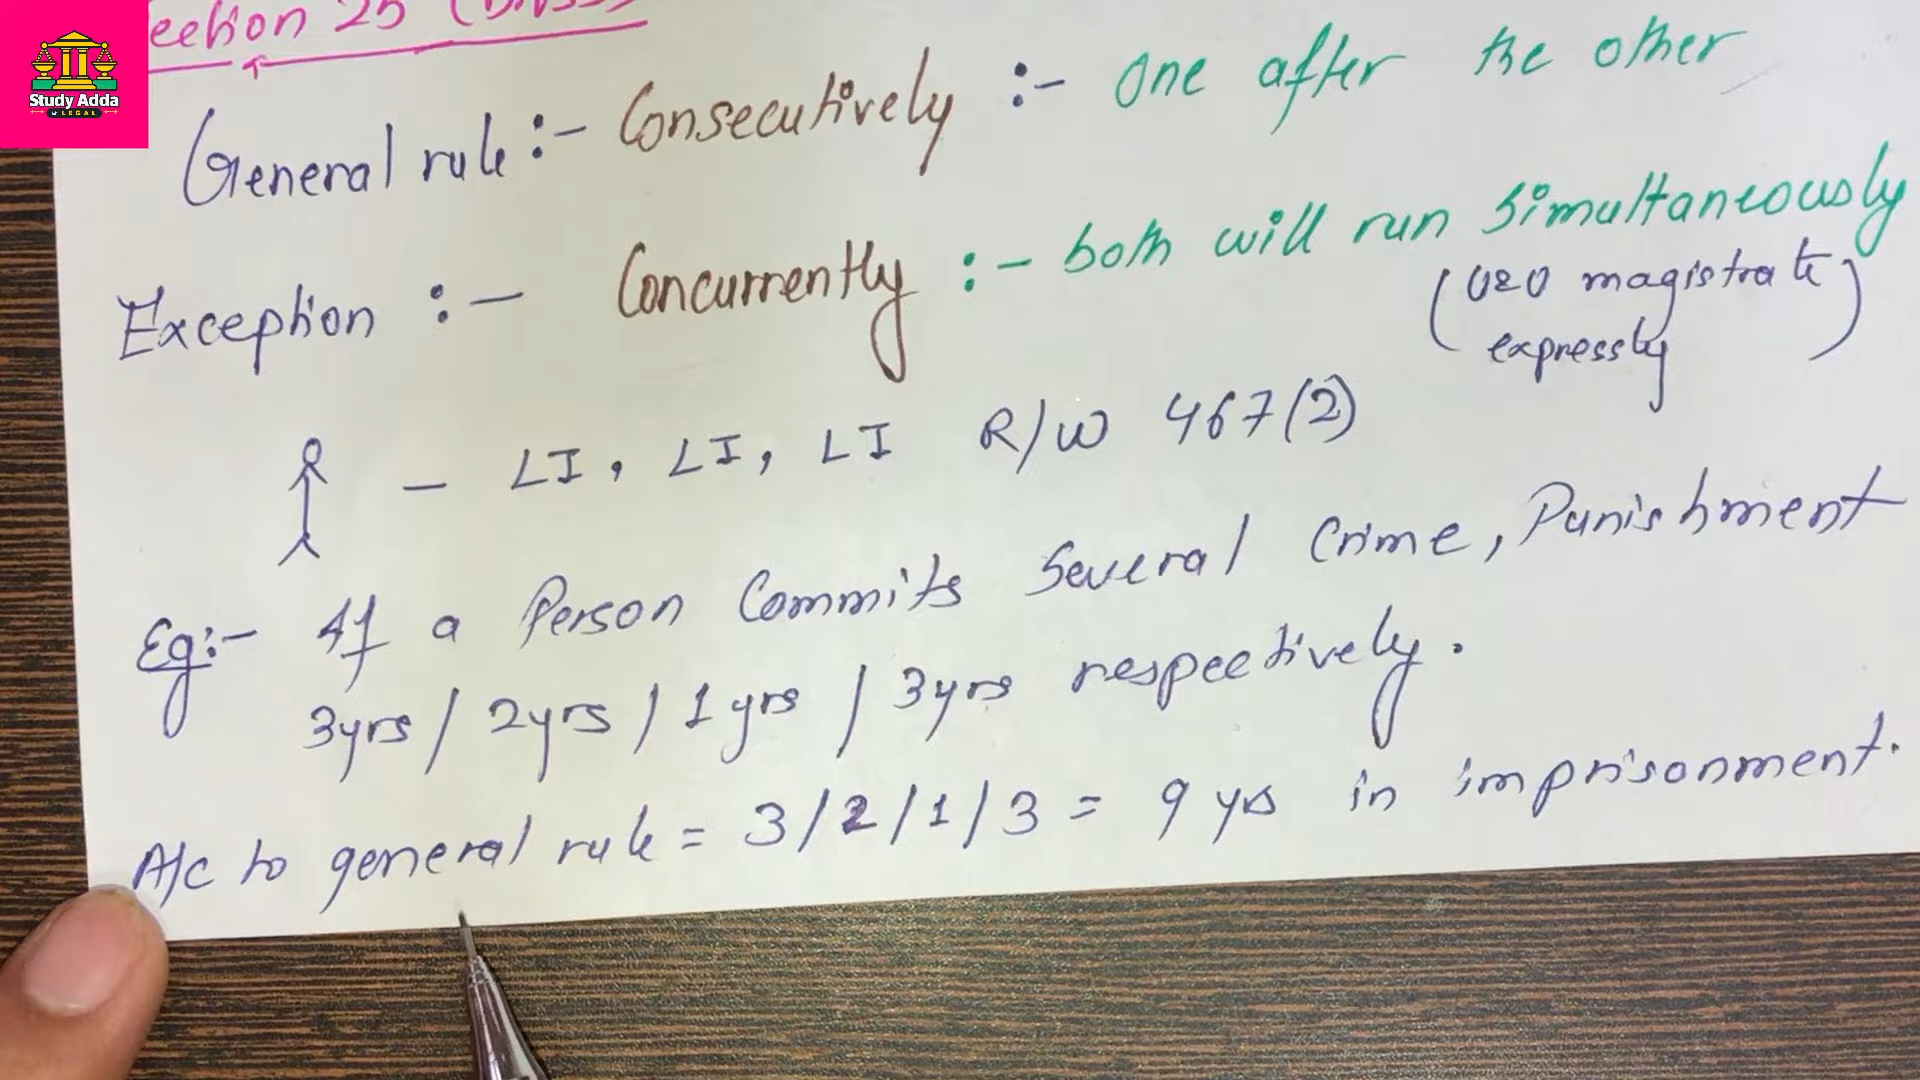 Section 25 (BNSS)
Study Adda
LEGAL
General rule :- Consecutively :- One after the other
Exception :- Concurrently :- both will run Simultaneously
( magistrate
expressly )
- LI, LI, LI R/W 467(2)
Eg:- If a Person Commits Several Crime, Punishment
3yrs / 2yrs / 1yrs / 3yrs respectively.
A/c to general rule = 3/2/1/3 = 9 yrs in imprisonment.